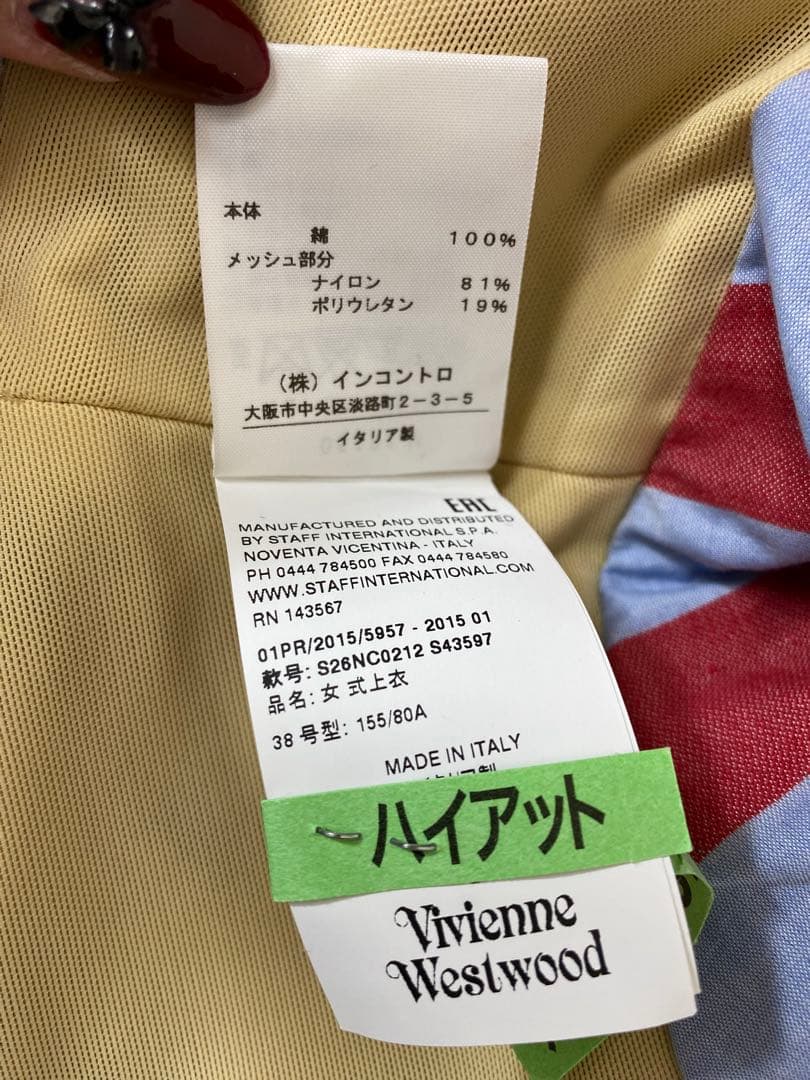 本体
綿 100%
メッシュ部分
ナイロン 81%
ポリウレタン 19%
(株)インコントロ
大阪市中央区淡路町2-3-5
イタリア製
EAC
MANUFACTURED AND DISTRIBUTED
BY STAFF INTERNATIONAL S.P.A.
NOVENTA VICENTINA - ITALY
PH 0444 784500 FAX 0444 784580
WWW.STAFFINTERNATIONAL.COM
RN 143567
01PR/2015/5957 - 2015 01
款号: S26NC0212 S43597
品名: 女 式上衣
38 号型: 155/80A
MADE IN ITALY
ハイアット
Vivienne
Westwood